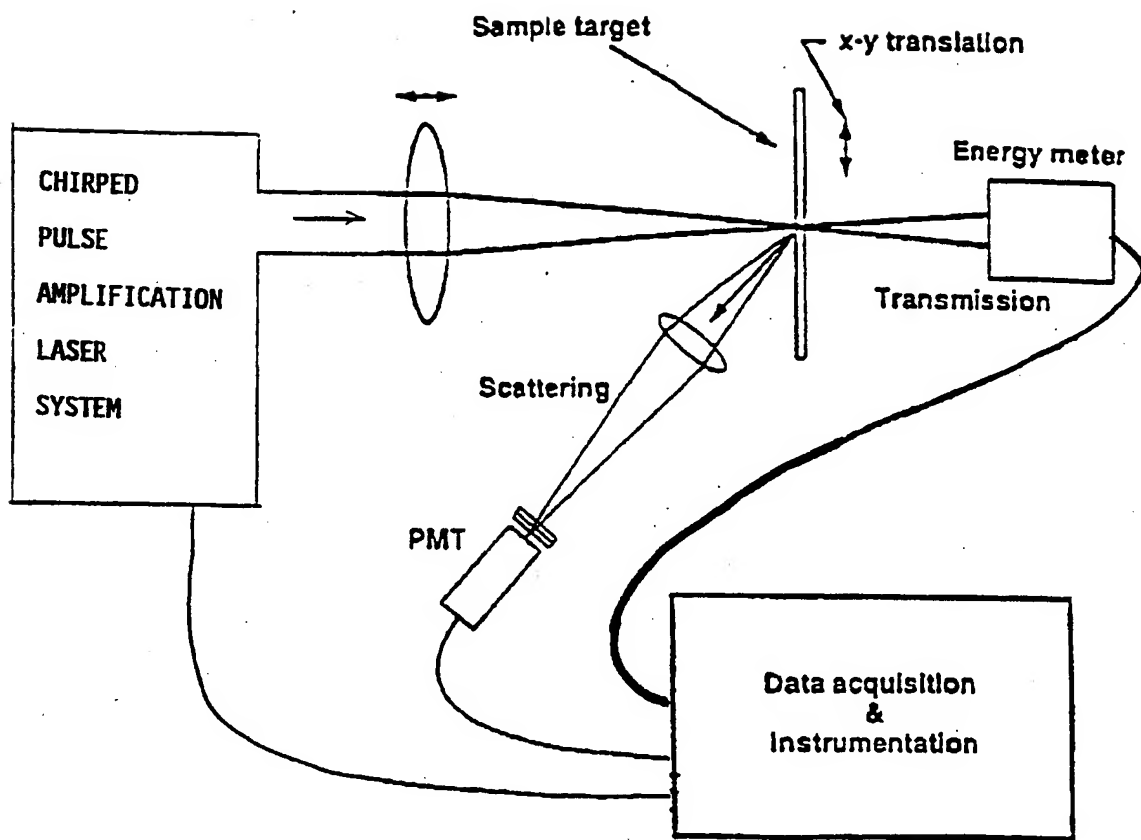 Sample target
x-y translation
Energy meter
CHIRPED
PULSE
AMPLIFICATION
LASER
SYSTEM
Transmission
Scattering
PMT
Data acquisition
&
instrumentation